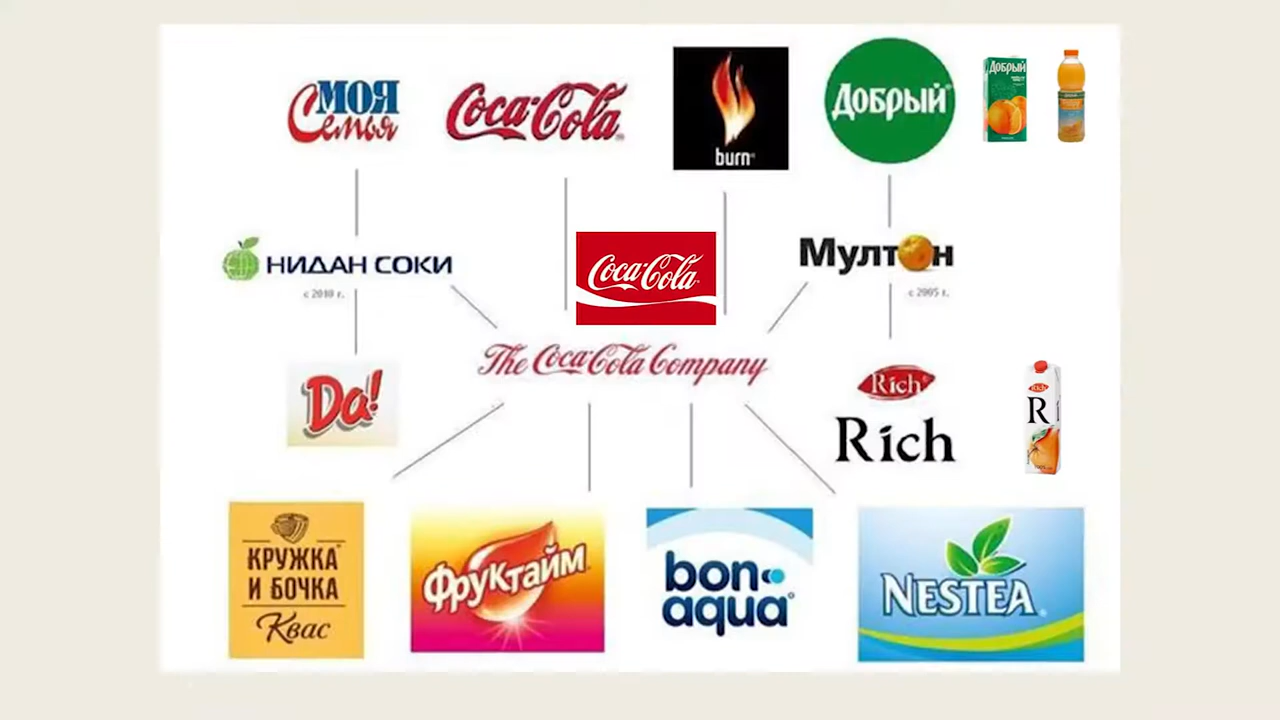 МОЯ
Семья
Coca-Cola
burn
Добрый
Добрый
НИДАН СОКИ
с 2010 г.
Coca-Cola
Мултон
с 2005 г.
The Coca-Cola Company
Da!
Rich
Rich
Rich
R
КРУЖКА
И БОЧКА
Квас
Фруктайм
bon
aqua
NESTEA